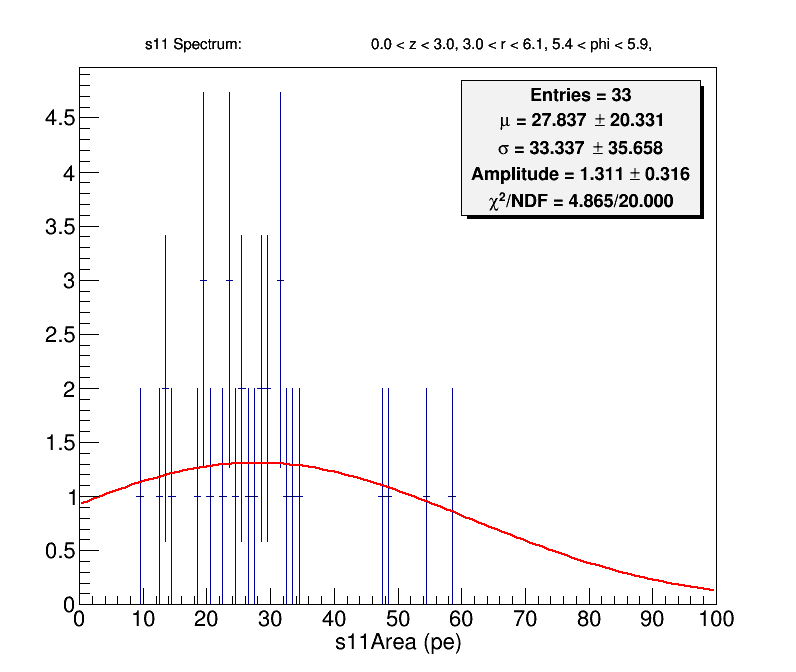 s11 Spectrum: 0.0 < z < 3.0, 3.0 < r < 6.1, 5.4 < phi < 5.9,
Entries = 33
μ = 27.837 ± 20.331
σ = 33.337 ± 35.658
Amplitude = 1.311 ± 0.316
χ²/NDF = 4.865/20.000
4.5
4
3.5
3
2.5
2
1.5
1
0.5
0
0 10 20 30 40 50 60 70 80 90 100
s11Area (pe)